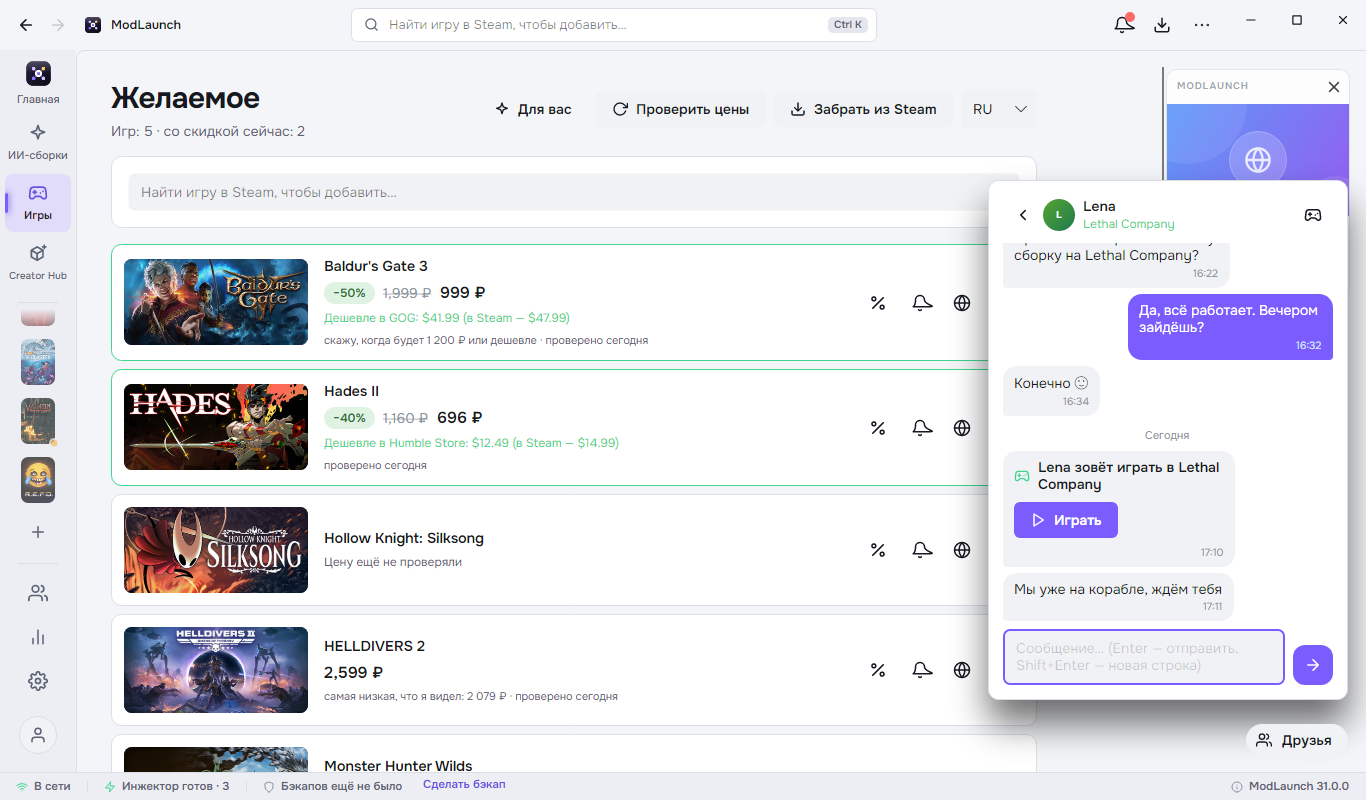 ModLaunch
Найти игру в Steam, чтобы добавить...
Ctrl K
Главная
ИИ-сборки
Игры
Creator Hub
R.E.P.O.
Желаемое
Игр: 5 · со скидкой сейчас: 2
Для вас
Проверить цены
Забрать из Steam
RU
Найти игру в Steam, чтобы добавить...
BALDUR'S GATE
Baldur's Gate 3
−50% 1,999 ₽ 999 ₽
Дешевле в GOG: $41.99 (в Steam — $47.99)
скажу, когда будет 1 200 ₽ или дешевле · проверено сегодня
HADES
Hades II
−40% 1,160 ₽ 696 ₽
Дешевле в Humble Store: $12.49 (в Steam — $14.99)
проверено сегодня
HOLLOW KNIGHT
SILKSONG
Hollow Knight: Silksong
Цену ещё не проверяли
HELLDIVERS II
HELLDIVERS 2
2,599 ₽
самая низкая, что я видел: 2 079 ₽ · проверено сегодня
Monster Hunter Wilds
MODLAUNCH
L
Lena
Lethal Company
сборку на Lethal Company?
16:22
Да, всё работает. Вечером
зайдёшь?
16:32
Конечно 🙂
16:34
Сегодня
Lena зовёт играть в Lethal
Company
Играть
17:10
Мы уже на корабле, ждём тебя
17:11
Сообщение... (Enter — отправить,
Shift+Enter — новая строка)
Друзья
В сети
Инжектор готов · 3
Бэкапов ещё не было
Сделать бэкап
ModLaunch 31.0.0